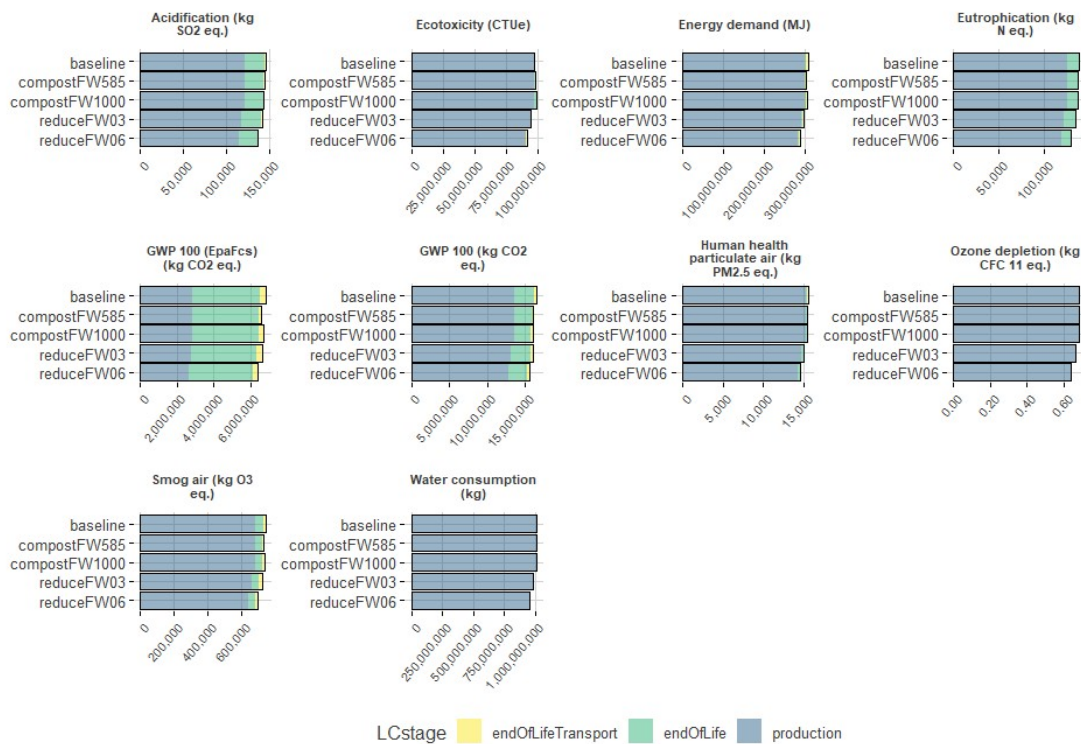 Acidification (kg
SO2 eq.)
baseline
compostFW585
compostFW1000
reduceFW03
reduceFW06
0
50,000
100,000
150,000
Ecotoxicity (CTUe)
baseline
compostFW585
compostFW1000
reduceFW03
reduceFW06
0
25,000,000
50,000,000
75,000,000
100,000,000
Energy demand (MJ)
baseline
compostFW585
compostFW1000
reduceFW03
reduceFW06
0
100,000,000
200,000,000
300,000,000
Eutrophication (kg
N eq.)
baseline
compostFW585
compostFW1000
reduceFW03
reduceFW06
0
50,000
100,000
GWP 100 (EpaFcs)
(kg CO2 eq.)
baseline
compostFW585
compostFW1000
reduceFW03
reduceFW06
0
2,000,000
4,000,000
6,000,000
GWP 100 (kg CO2
eq.)
baseline
compostFW585
compostFW1000
reduceFW03
reduceFW06
0
5,000,000
10,000,000
15,000,000
Human health
particulate air (kg
PM2.5 eq.)
baseline
compostFW585
compostFW1000
reduceFW03
reduceFW06
0
5,000
10,000
15,000
Ozone depletion (kg
CFC 11 eq.)
baseline
compostFW585
compostFW1000
reduceFW03
reduceFW06
0.00
0.20
0.40
0.60
Smog air (kg O3
eq.)
baseline
compostFW585
compostFW1000
reduceFW03
reduceFW06
0
200,000
400,000
600,000
Water consumption
(kg)
baseline
compostFW585
compostFW1000
reduceFW03
reduceFW06
0
250,000,000
500,000,000
750,000,000
1,000,000,000
LCstage endOfLifeTransport endOfLife production